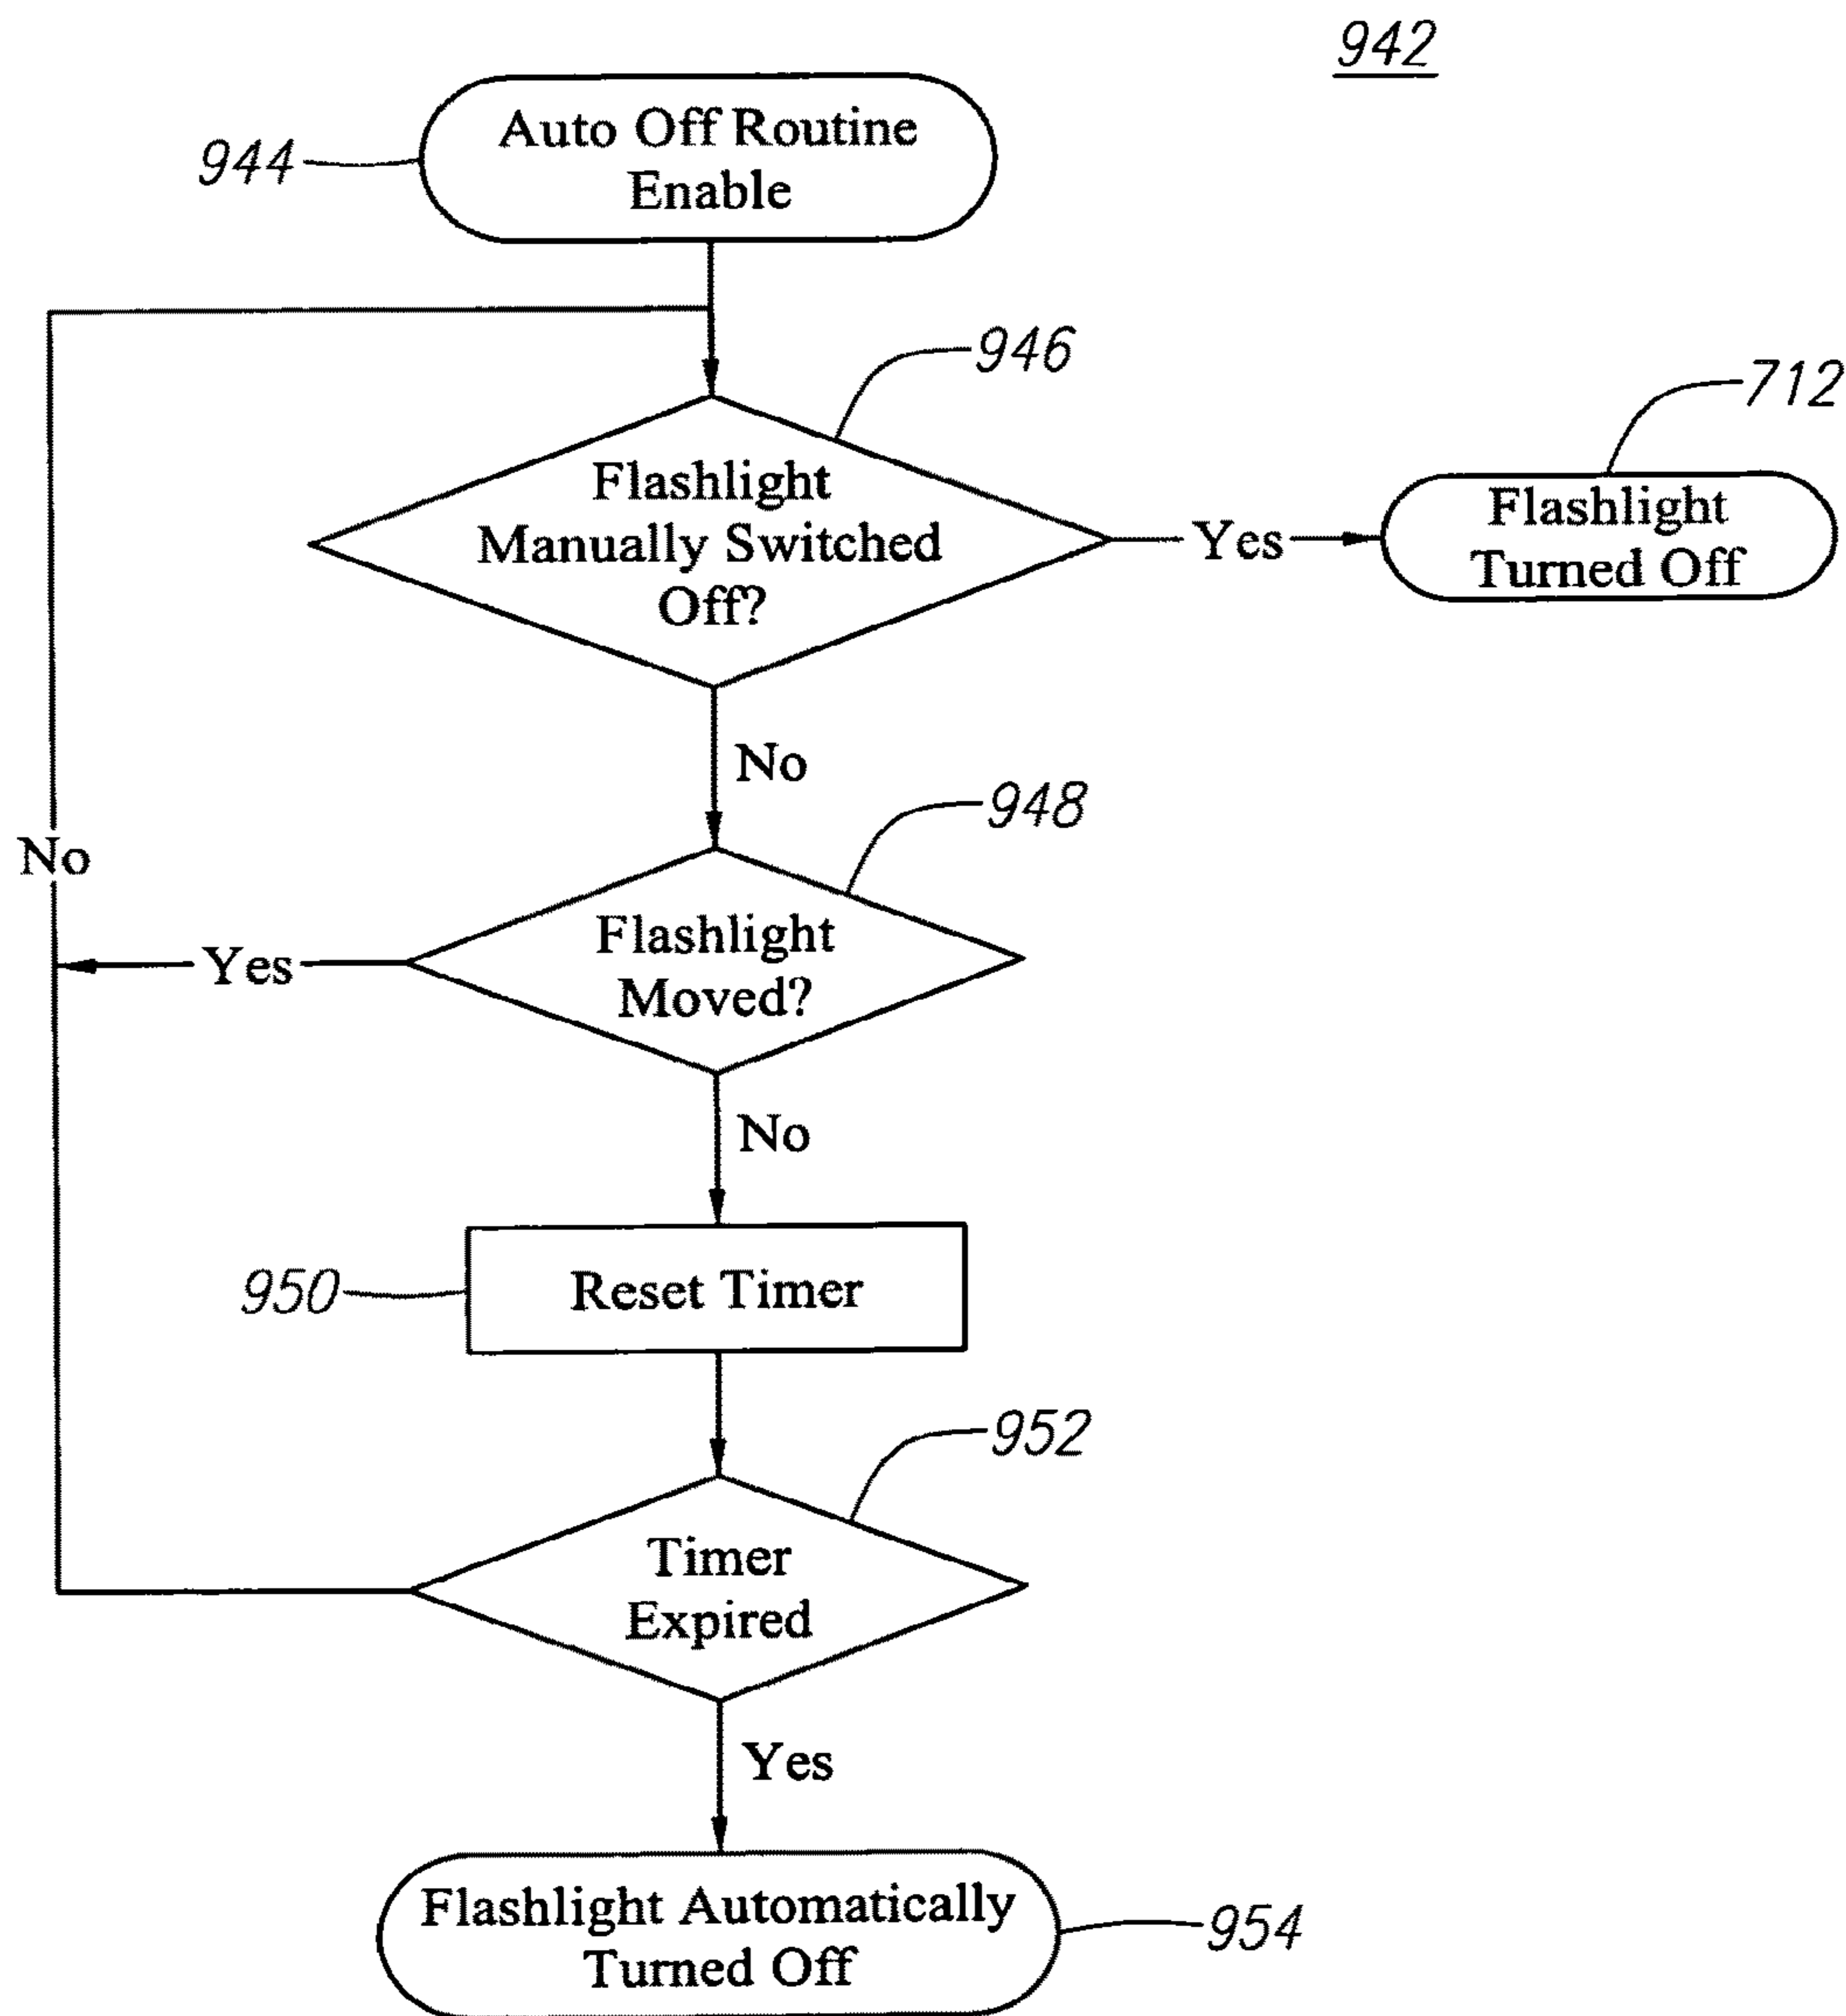 942
Auto Off Routine
Enable
944
946
712
Flashlight
Manually Switched
Off?
Yes
Flashlight
Turned Off
No
948
No
Flashlight
Moved?
Yes
No
950
Reset Timer
952
Timer
Expired
Yes
Flashlight Automatically
Turned Off
954